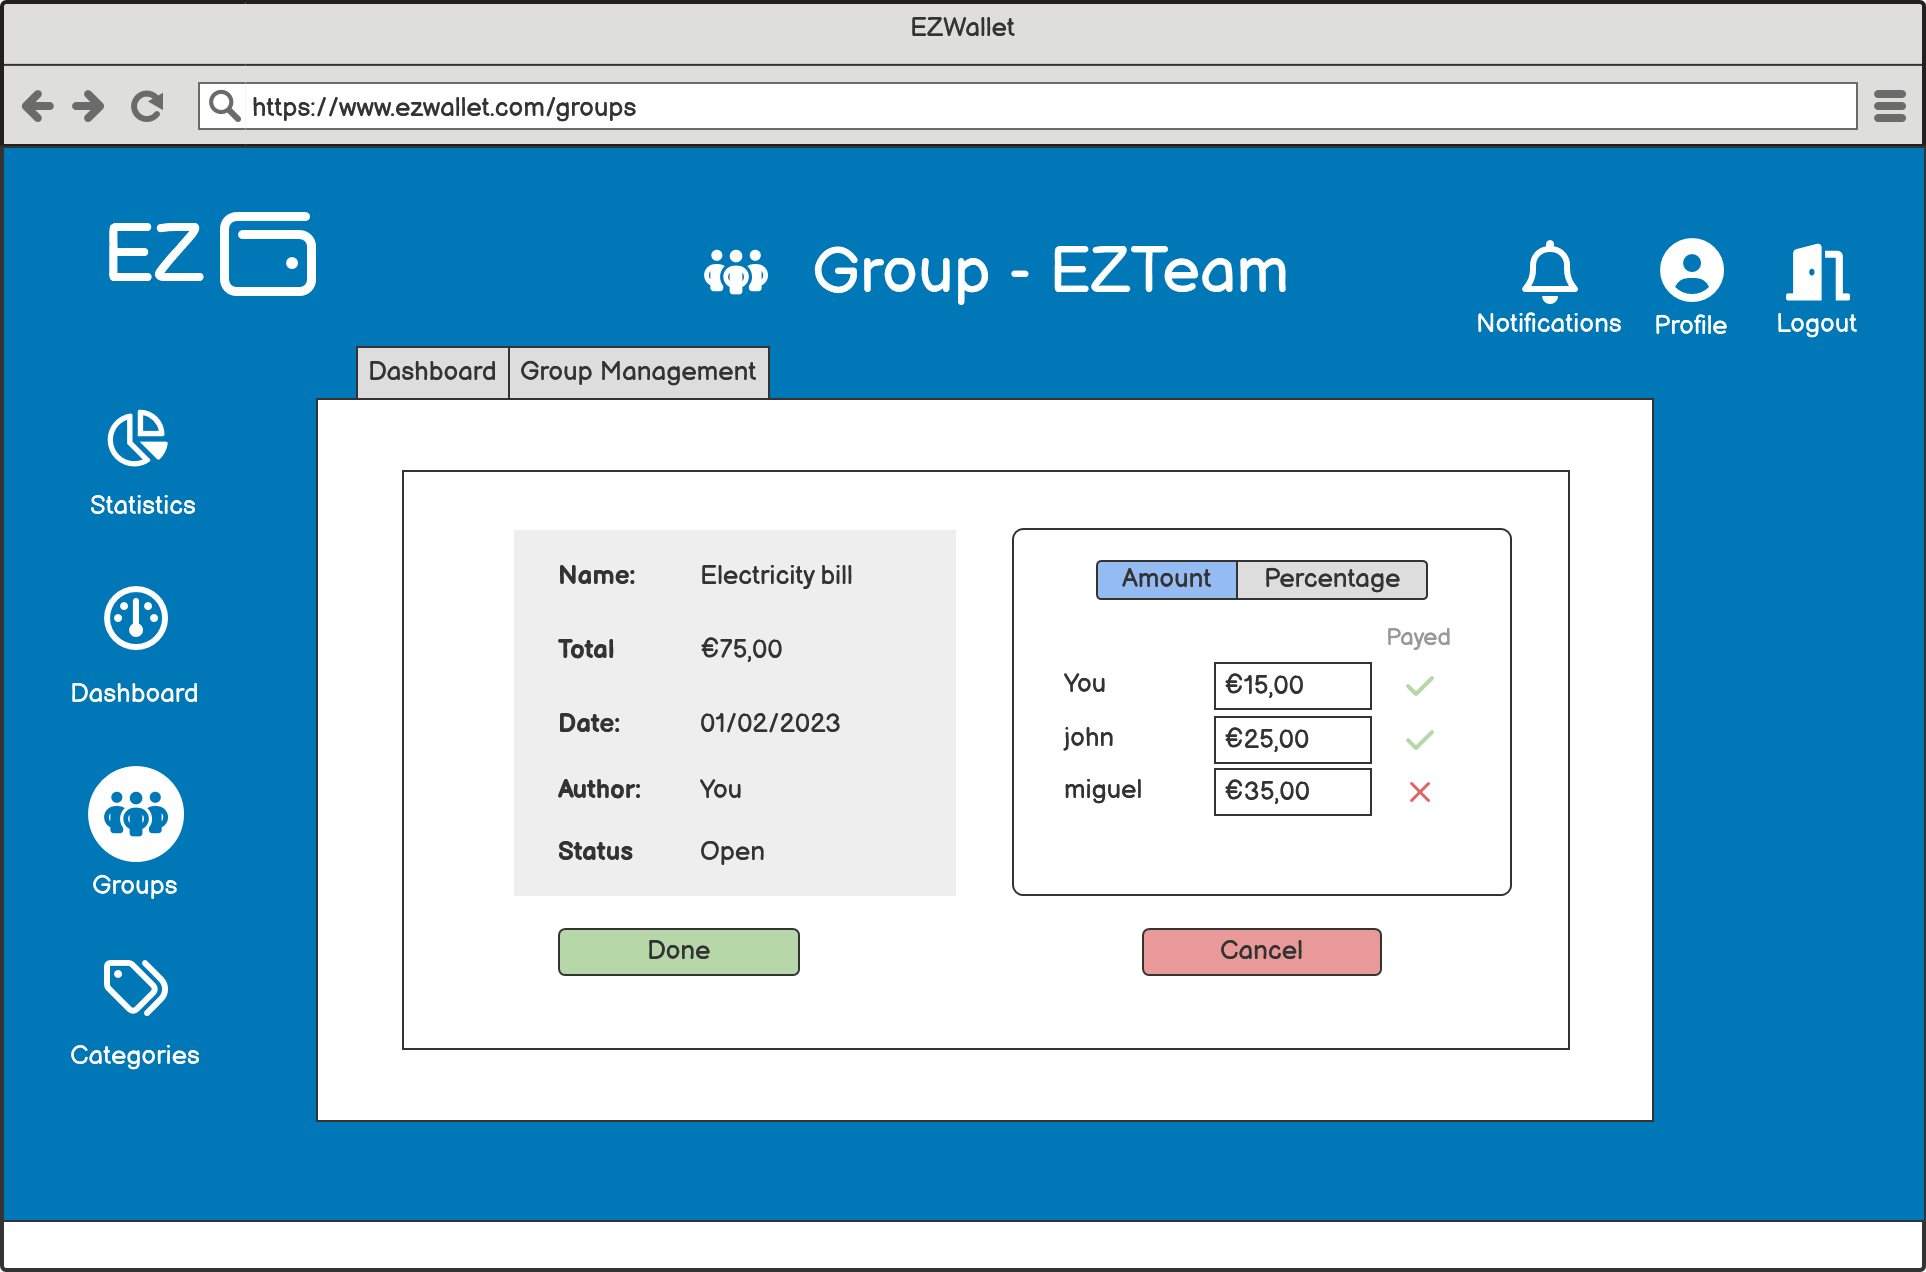 EZWallet
https://www.ezwallet.com/groups
EZ
Group - EZTeam
Notifications
Profile
Logout
Dashboard
Group Management
Statistics
Dashboard
Groups
Categories
Name: Electricity bill
Total €75,00
Date: 01/02/2023
Author: You
Status Open
Amount
Percentage
Payed
You €15,00
john €25,00
miguel €35,00
Done
Cancel